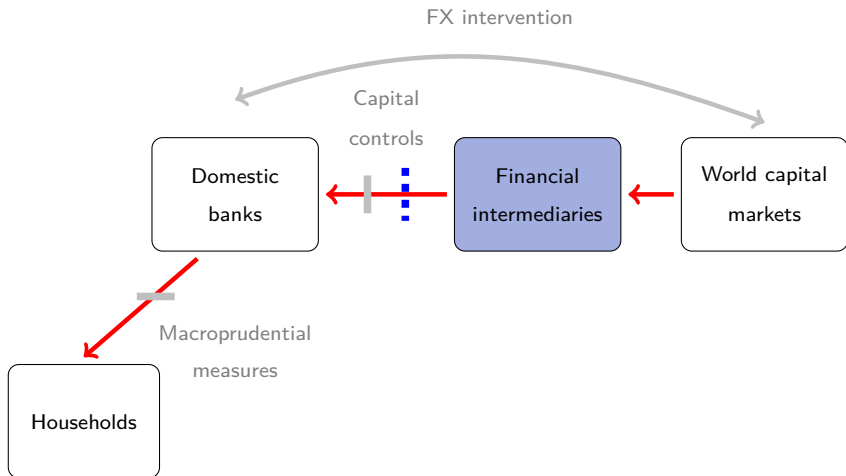 FX intervention
Capital
controls
Domestic
banks
Financial
intermediaries
World capital
markets
Macroprudential
measures
Households